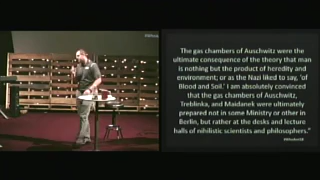 The gas chambers of Auschwitz were the
ultimate consequence of the theory that man
is nothing but the product of heredity and
environment; or as the Nazi liked to say, 'of
Blood and Soil.' I am absolutely convinced
that the gas chambers of Auschwitz,
Treblinka, and Maidanek were ultimately
prepared not in some Ministry or other in
Berlin, but rather at the desks and lecture
halls of nihilistic scientists and philosophers."